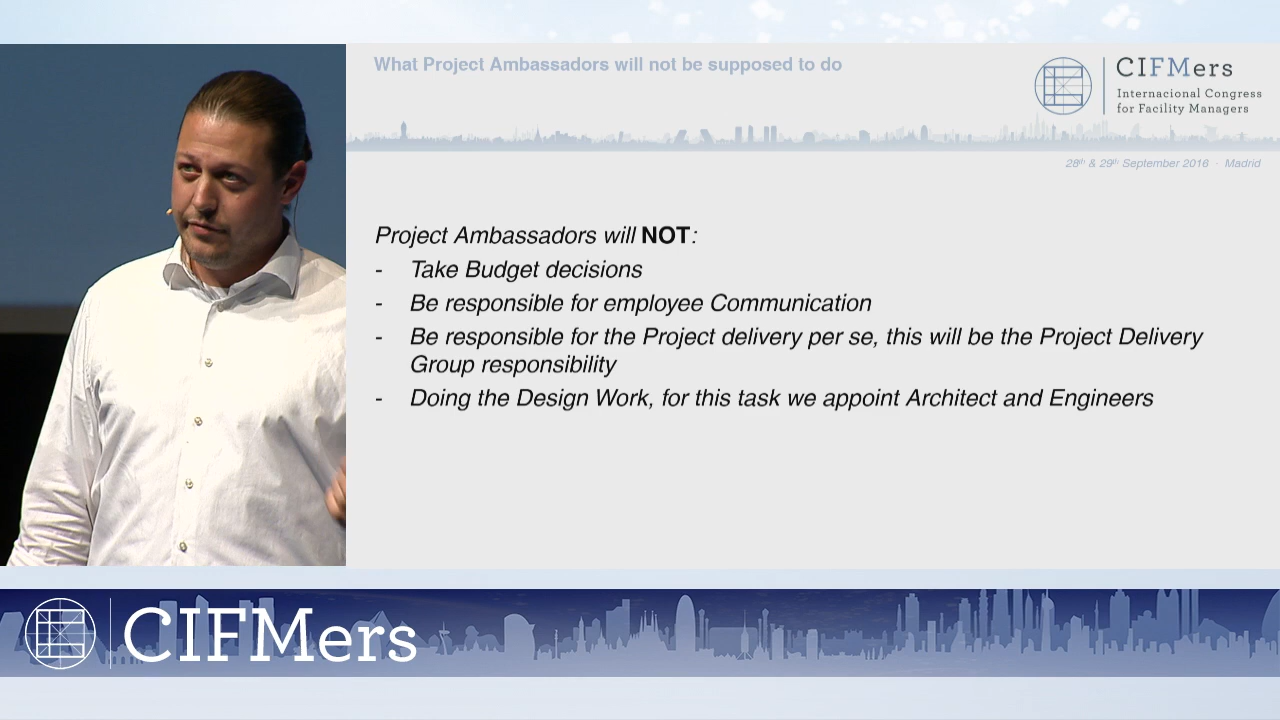 What Project Ambassadors will not be supposed to do
CIFMers
Internacional Congress
for Facility Managers
28th & 29th September 2016 - Madrid
Project Ambassadors will NOT:
- Take Budget decisions
- Be responsible for employee Communication
- Be responsible for the Project delivery per se, this will be the Project Delivery
Group responsibility
- Doing the Design Work, for this task we appoint Architect and Engineers
CIFMers